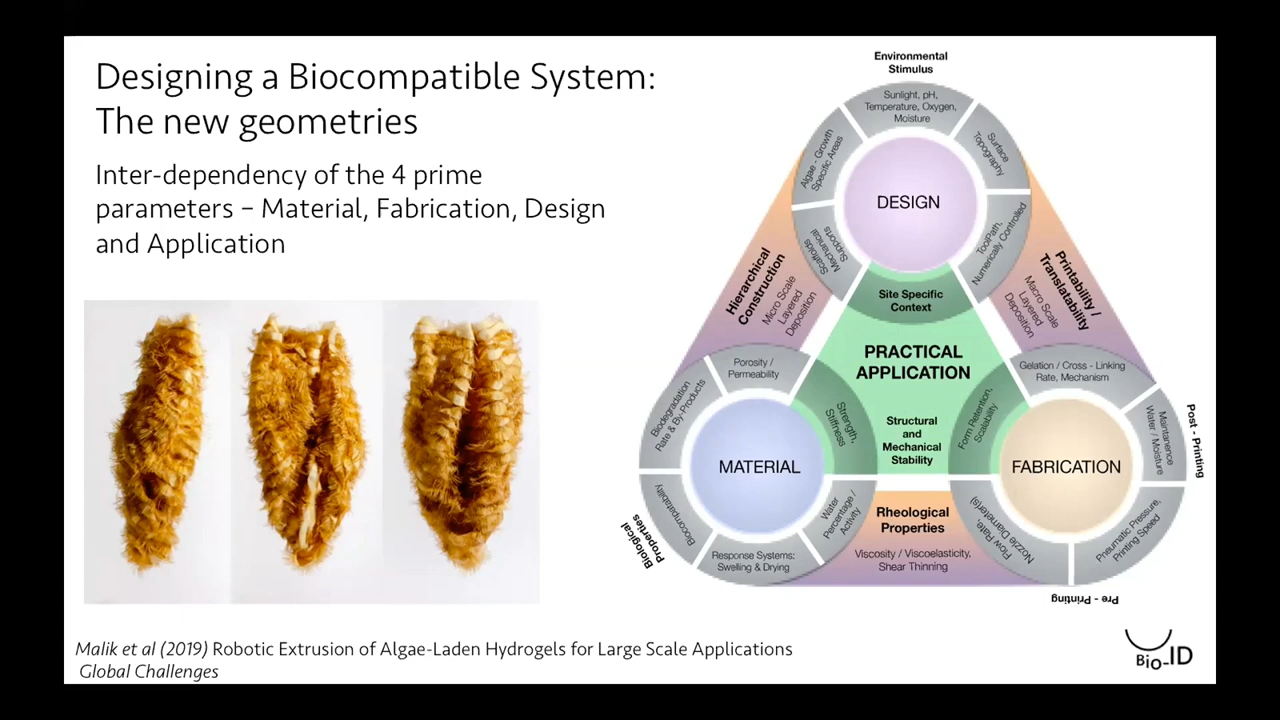 Designing a Biocompatible System:
The new geometries
Inter-dependency of the 4 prime
parameters – Material, Fabrication, Design
and Application
Environmental
Stimulus
Sunlight, pH,
Temperature, Oxygen,
Moisture
Algae - Growth
Specific Areas
Surface
Topography
Scaffolds
Mechanical
Supports
ToolPath,
Numerically Controlled
DESIGN
Site Specific
Context
Hierarchical
Construction
Micro Scale
Layered
Deposition
Printability /
Translatability
Macro Scale
Layered
Deposition
PRACTICAL
APPLICATION
Structural
and
Mechanical
Stability
Porosity /
Permeability
Biodegradation
Rate & By-Products
Strength,
Stiffness
MATERIAL
Biocompatability
Biological
Properties
Response Systems:
Swelling & Drying
Water
Percentage /
Activity
Rheological
Properties
Viscosity / Viscoelasticity,
Shear Thinning
Form Retention,
Scalability
Gelation / Cross - Linking
Rate, Mechanism
FABRICATION
Maintanence
Water / Moisture
Post - Printing
Flow Rate,
Nozzle Diameter(s)
Pneumatic Pressure,
Printing Speed
Pre - Printing
Malik et al (2019) Robotic Extrusion of Algae-Laden Hydrogels for Large Scale Applications
Global Challenges
Bio-ID